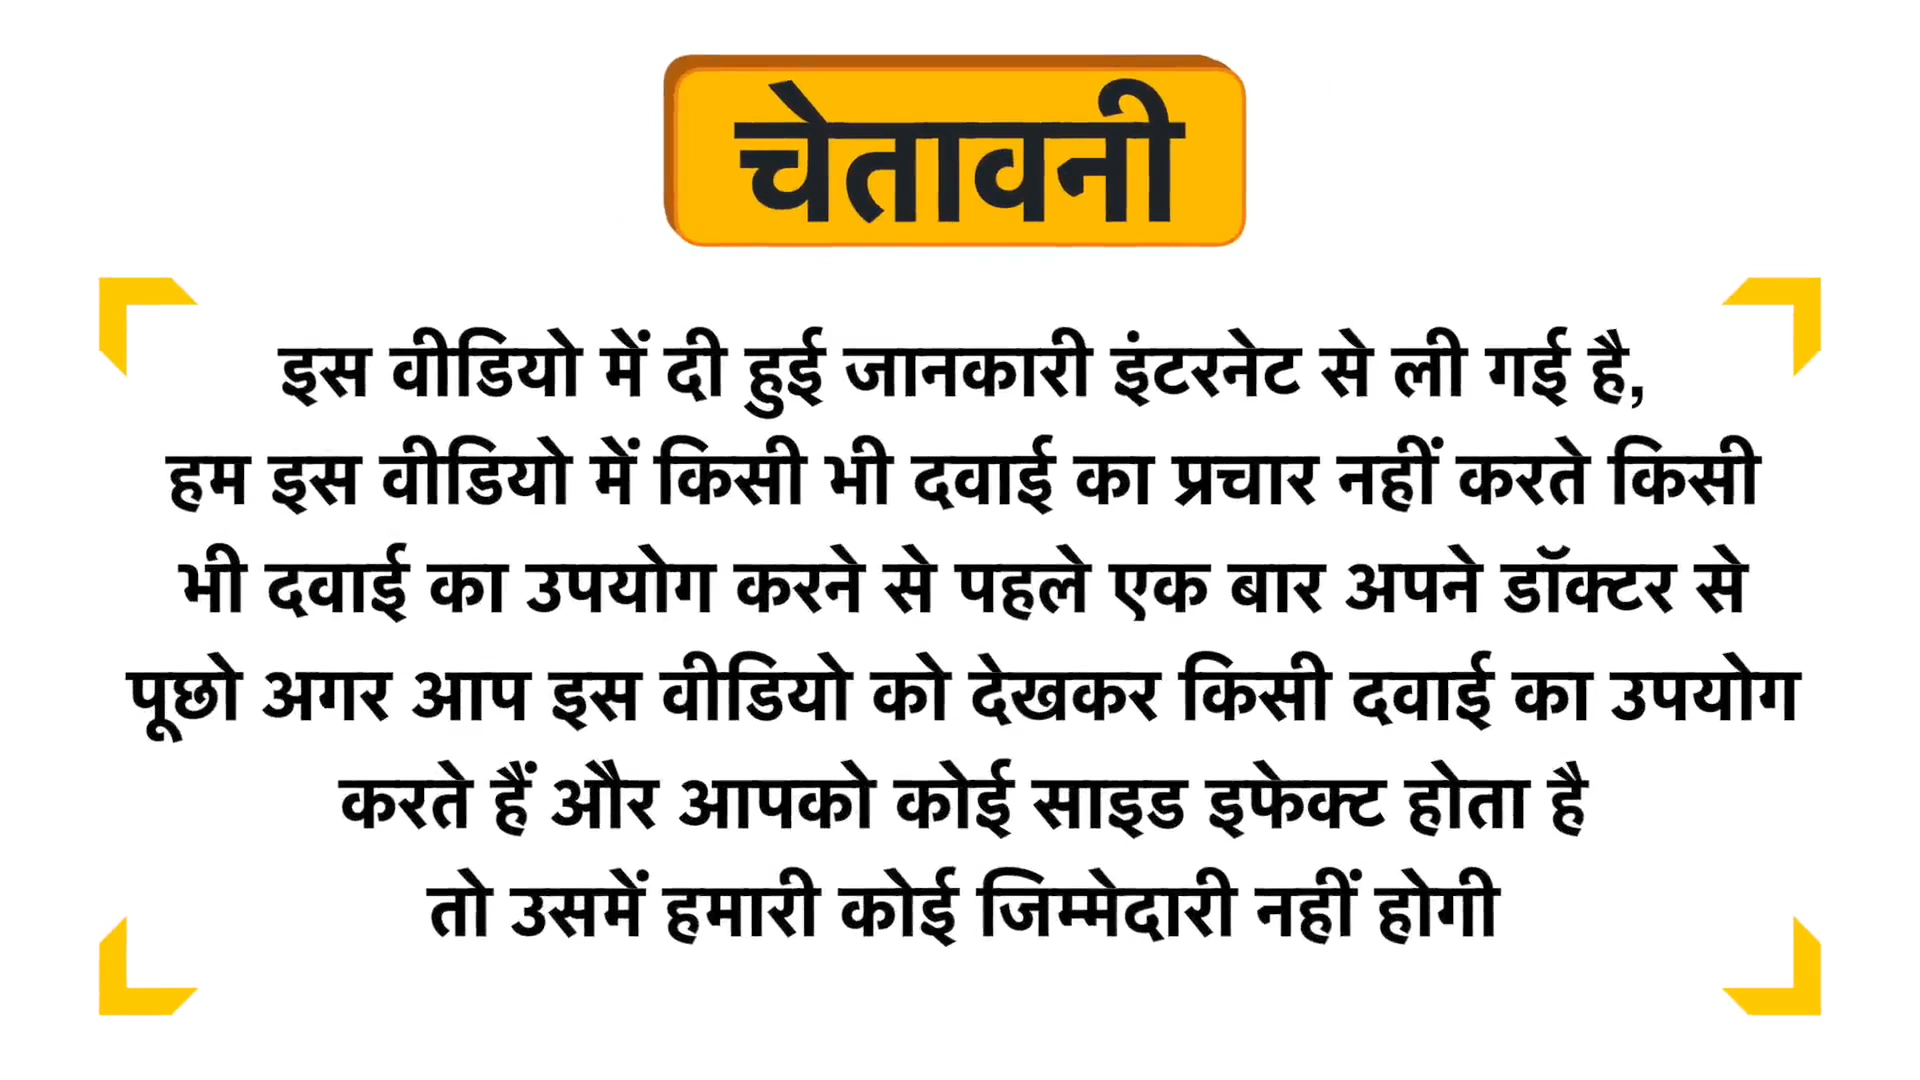 चेतावनी
इस वीडियो में दी हुई जानकारी इंटरनेट से ली गई है,
हम इस वीडियो में किसी भी दवाई का प्रचार नहीं करते किसी
भी दवाई का उपयोग करने से पहले एक बार अपने डॉक्टर से
पूछो अगर आप इस वीडियो को देखकर किसी दवाई का उपयोग
करते हैं और आपको कोई साइड इफेक्ट होता है
तो उसमें हमारी कोई जिम्मेदारी नहीं होगी